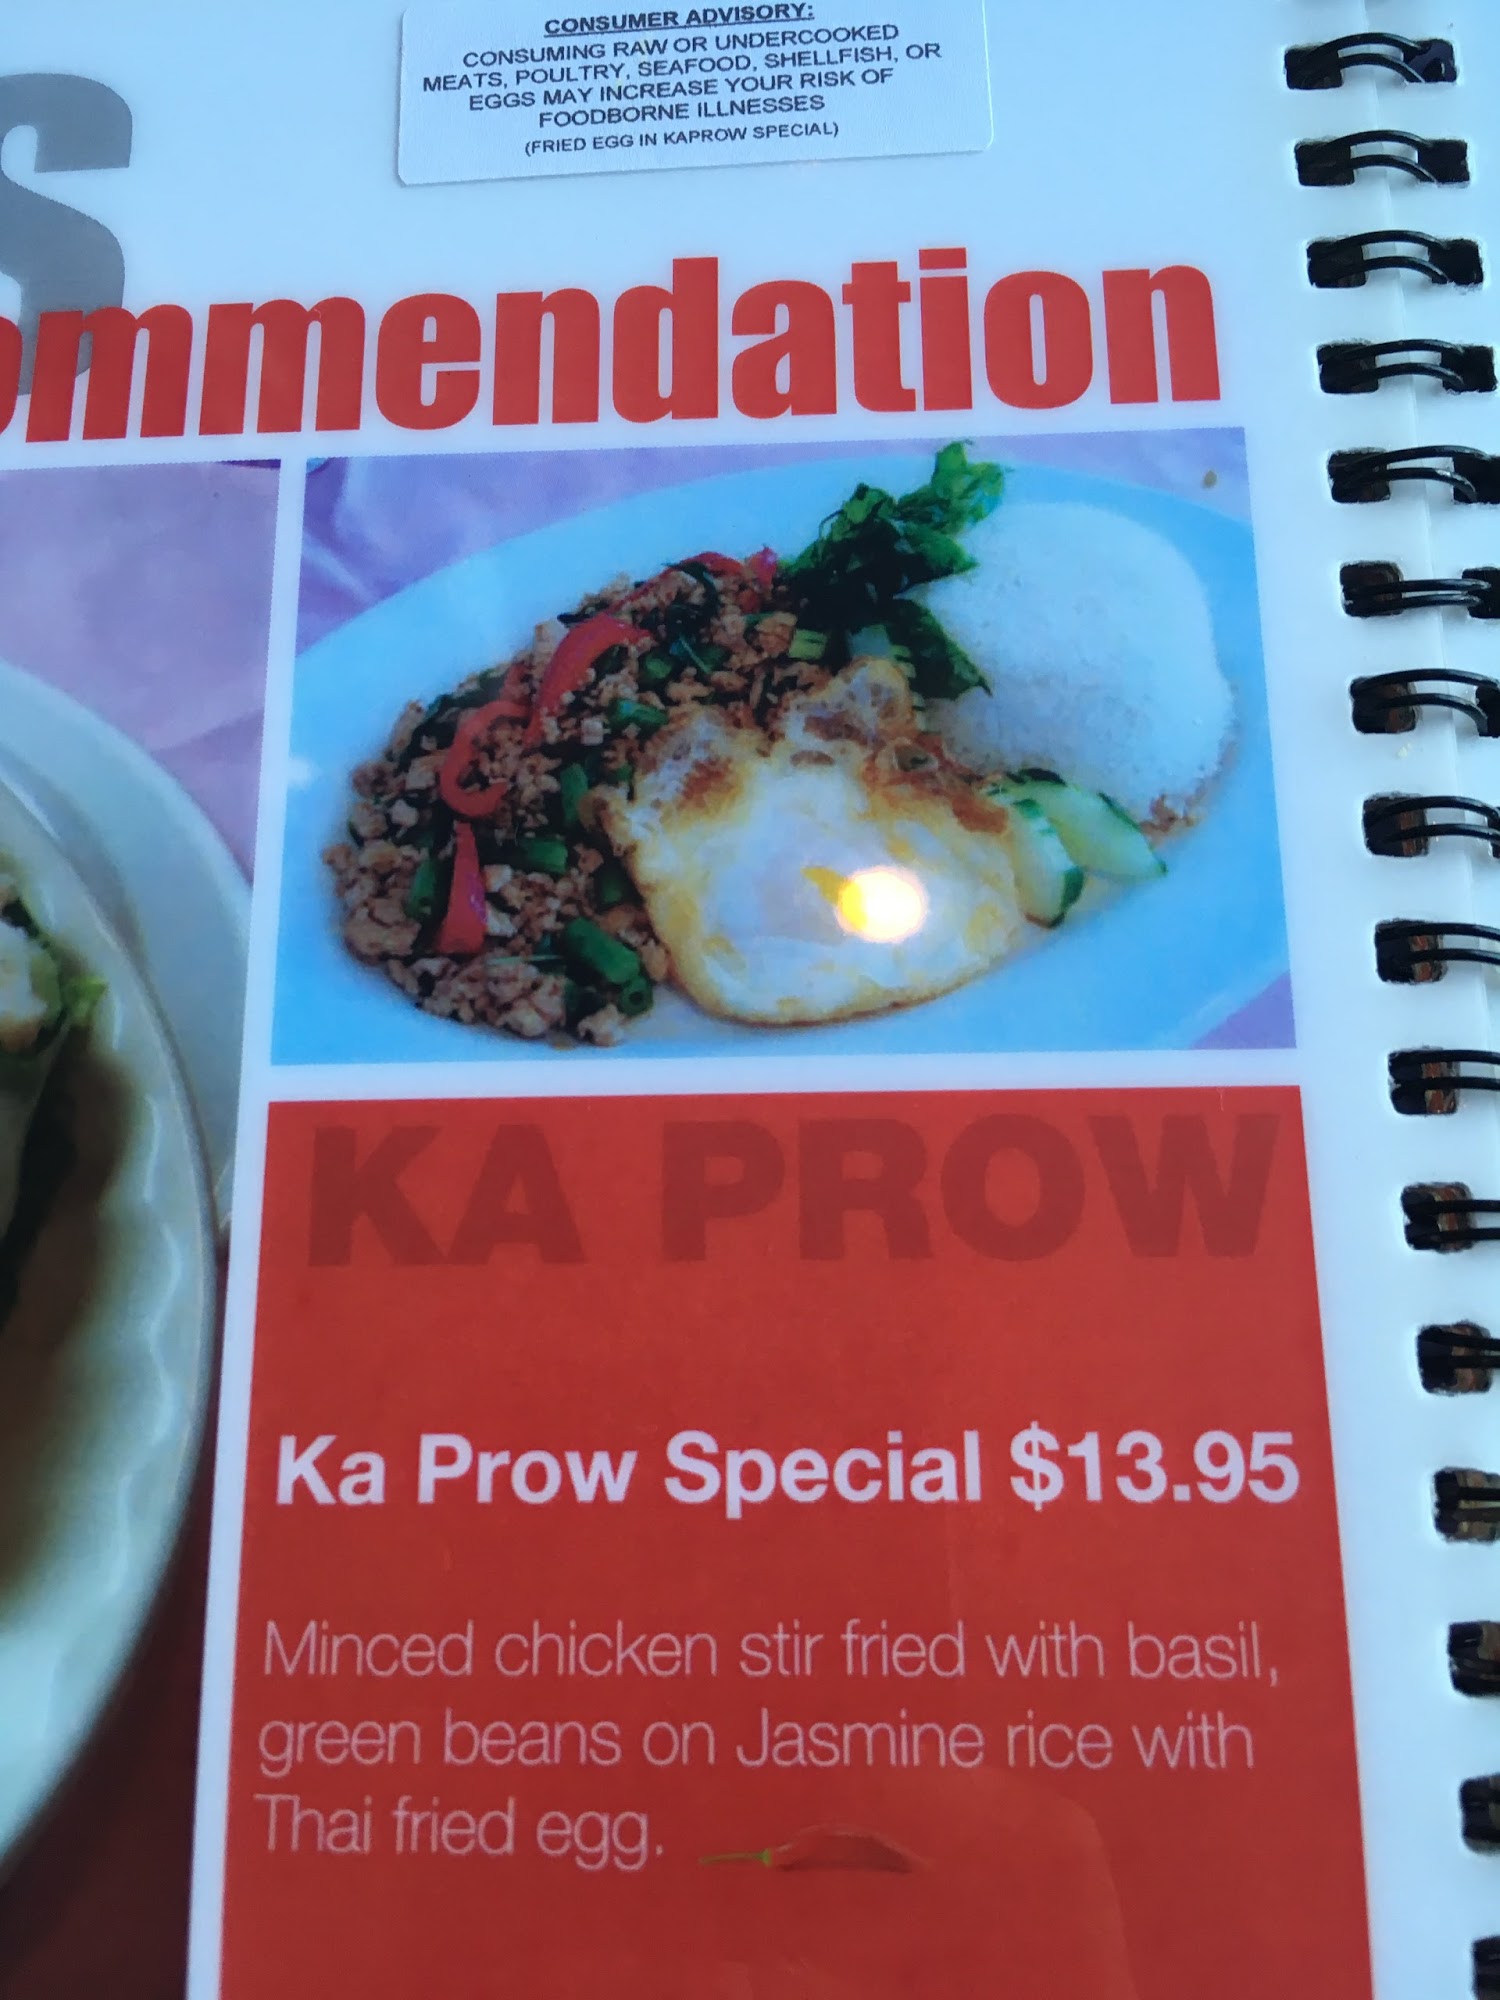 CONSUMER ADVISORY:
CONSUMING RAW OR UNDERCOOKED
MEATS, POULTRY, SEAFOOD, SHELLFISH, OR
EGGS MAY INCREASE YOUR RISK OF
FOODBORNE ILLNESSES
(FRIED EGG IN KAPROW SPECIAL)
S
ommendation
KA PROW
Ka Prow Special $13.95
Minced chicken stir fried with basil,
green beans on Jasmine rice with
Thai fried egg.